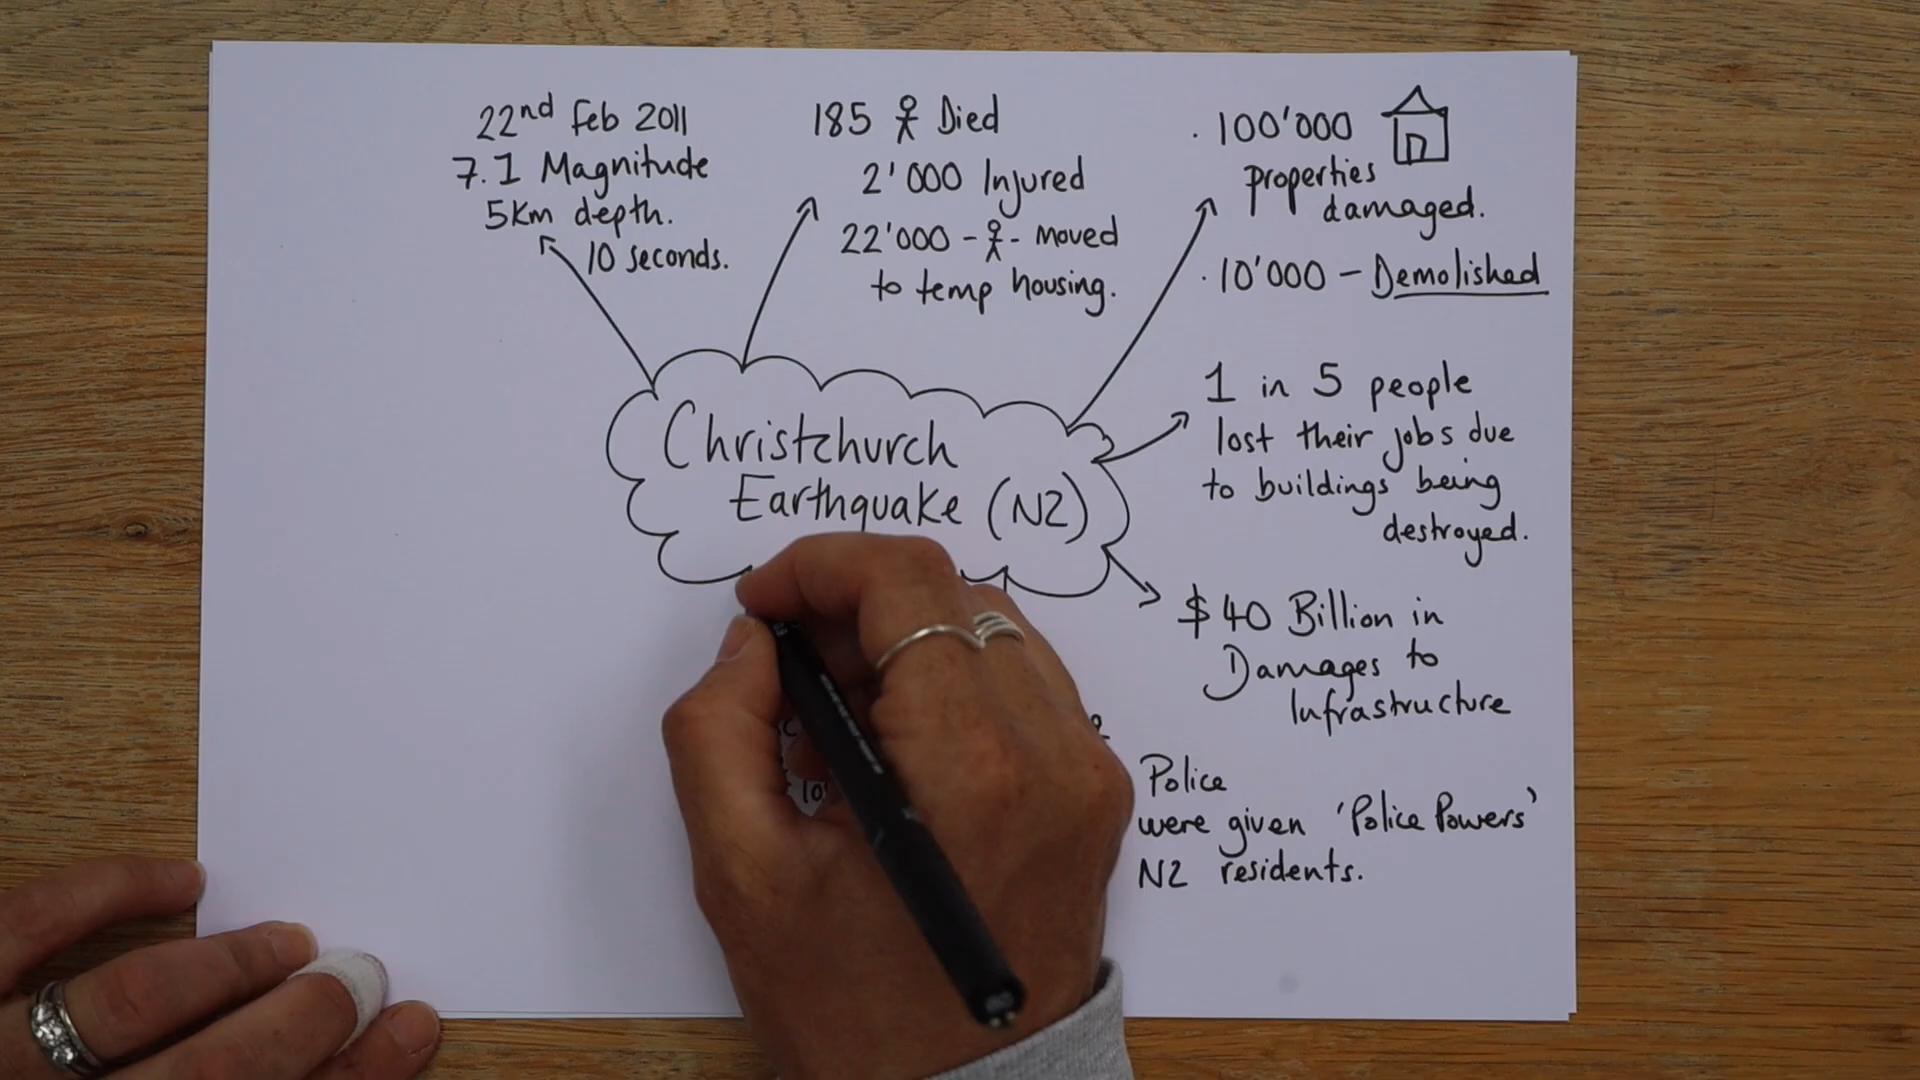 22nd Feb 2011
7.1 Magnitude
5Km depth.
10 seconds.
185 Died
2'000 Injured
22'000 - - moved
to temp housing.
. 100'000
properties
damaged.
. 10'000 - Demolished
1 in 5 people
lost their jobs due
to buildings being
destroyed.
Christchurch
Earthquake (NZ)
$40 Billion in
Damages to
Infrastructure
Police
were given 'Police Powers'
NZ residents.